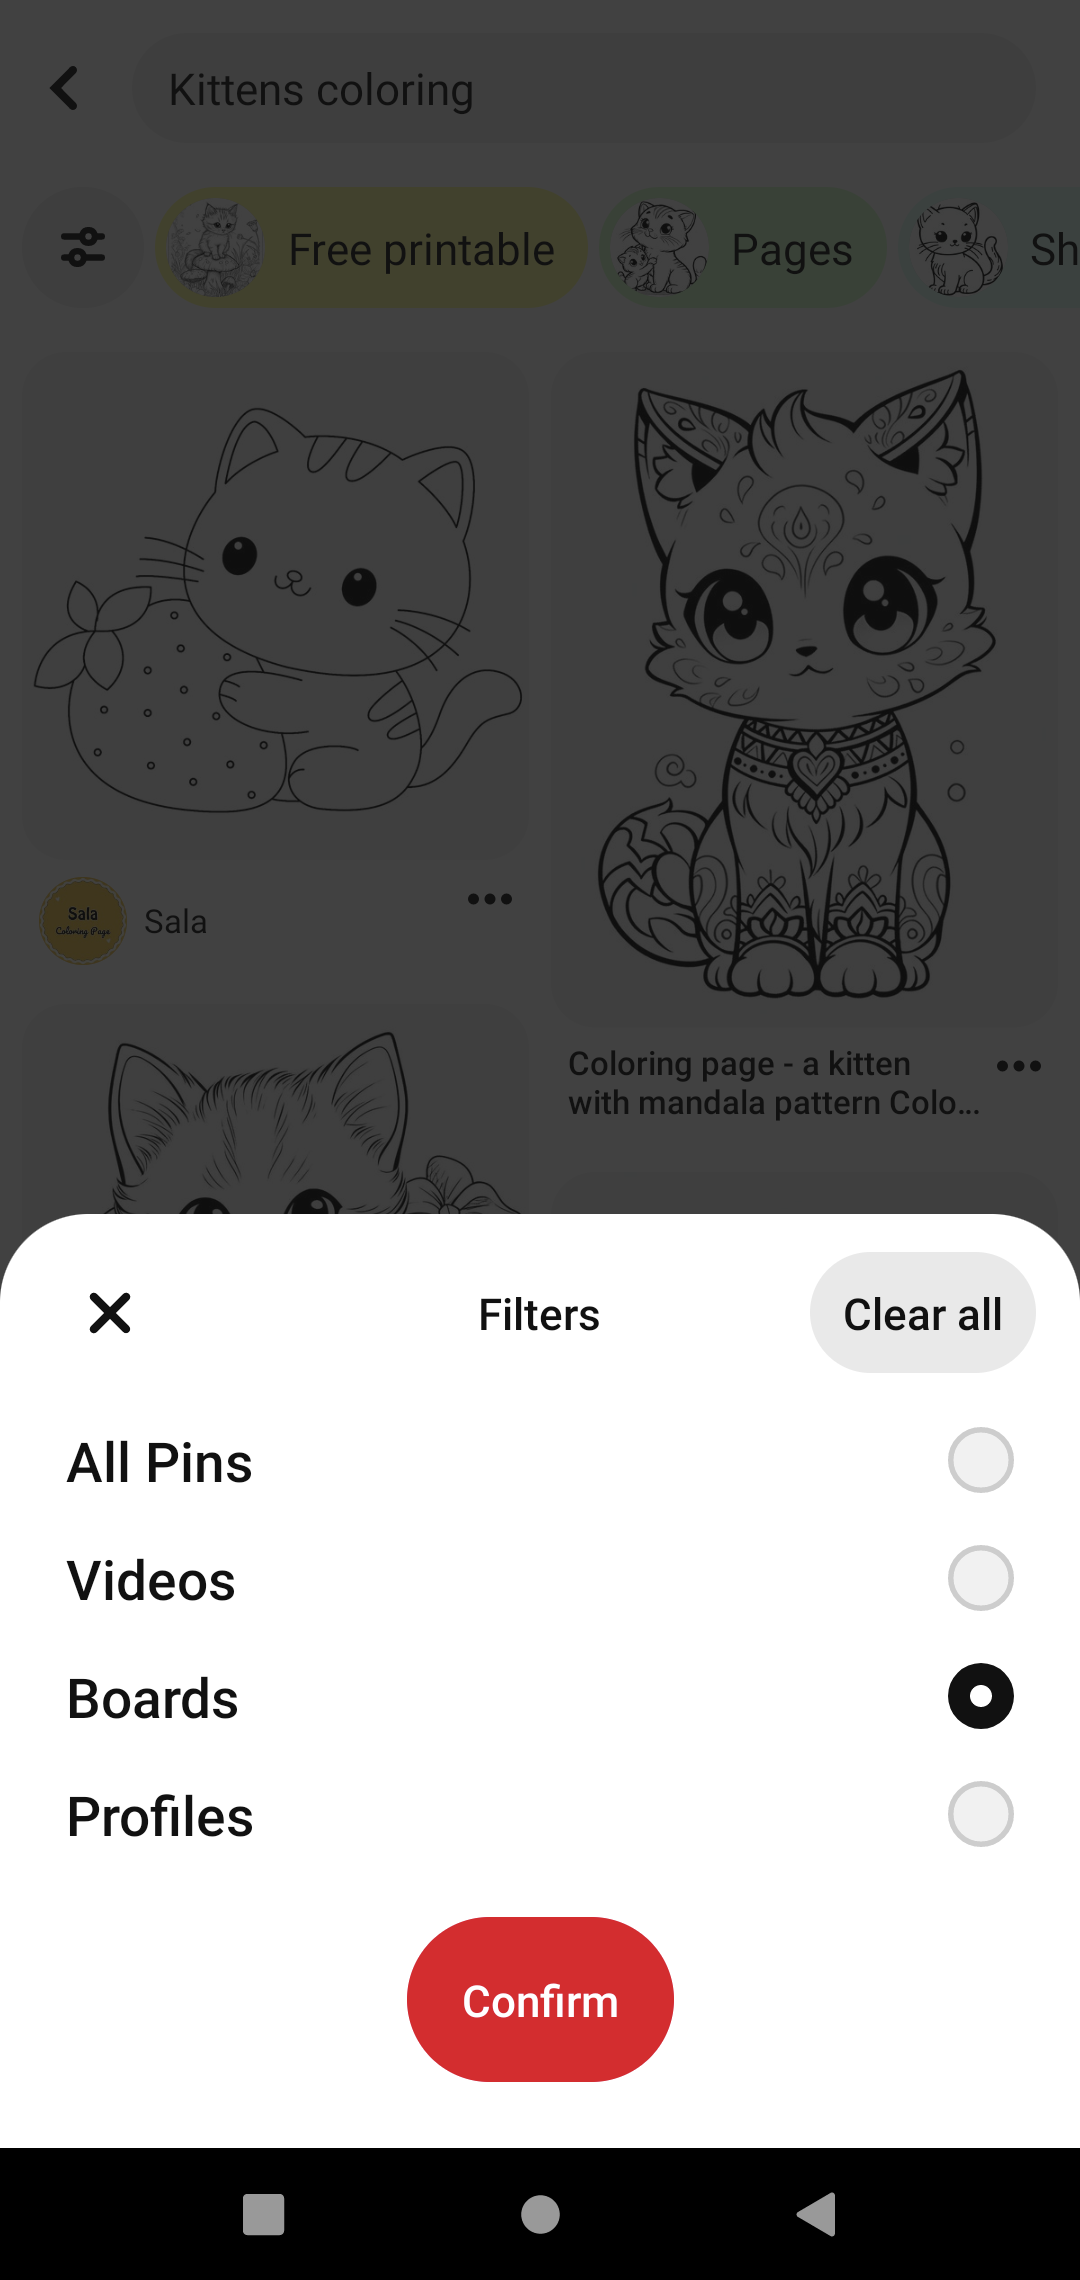 Kittens coloring
Free printable
Pages
Sh
Sala
Coloring Page
Sala
Coloring page - a kitten
with mandala pattern Colo...
Filters
Clear all
All Pins
Videos
Boards
Profiles
Confirm